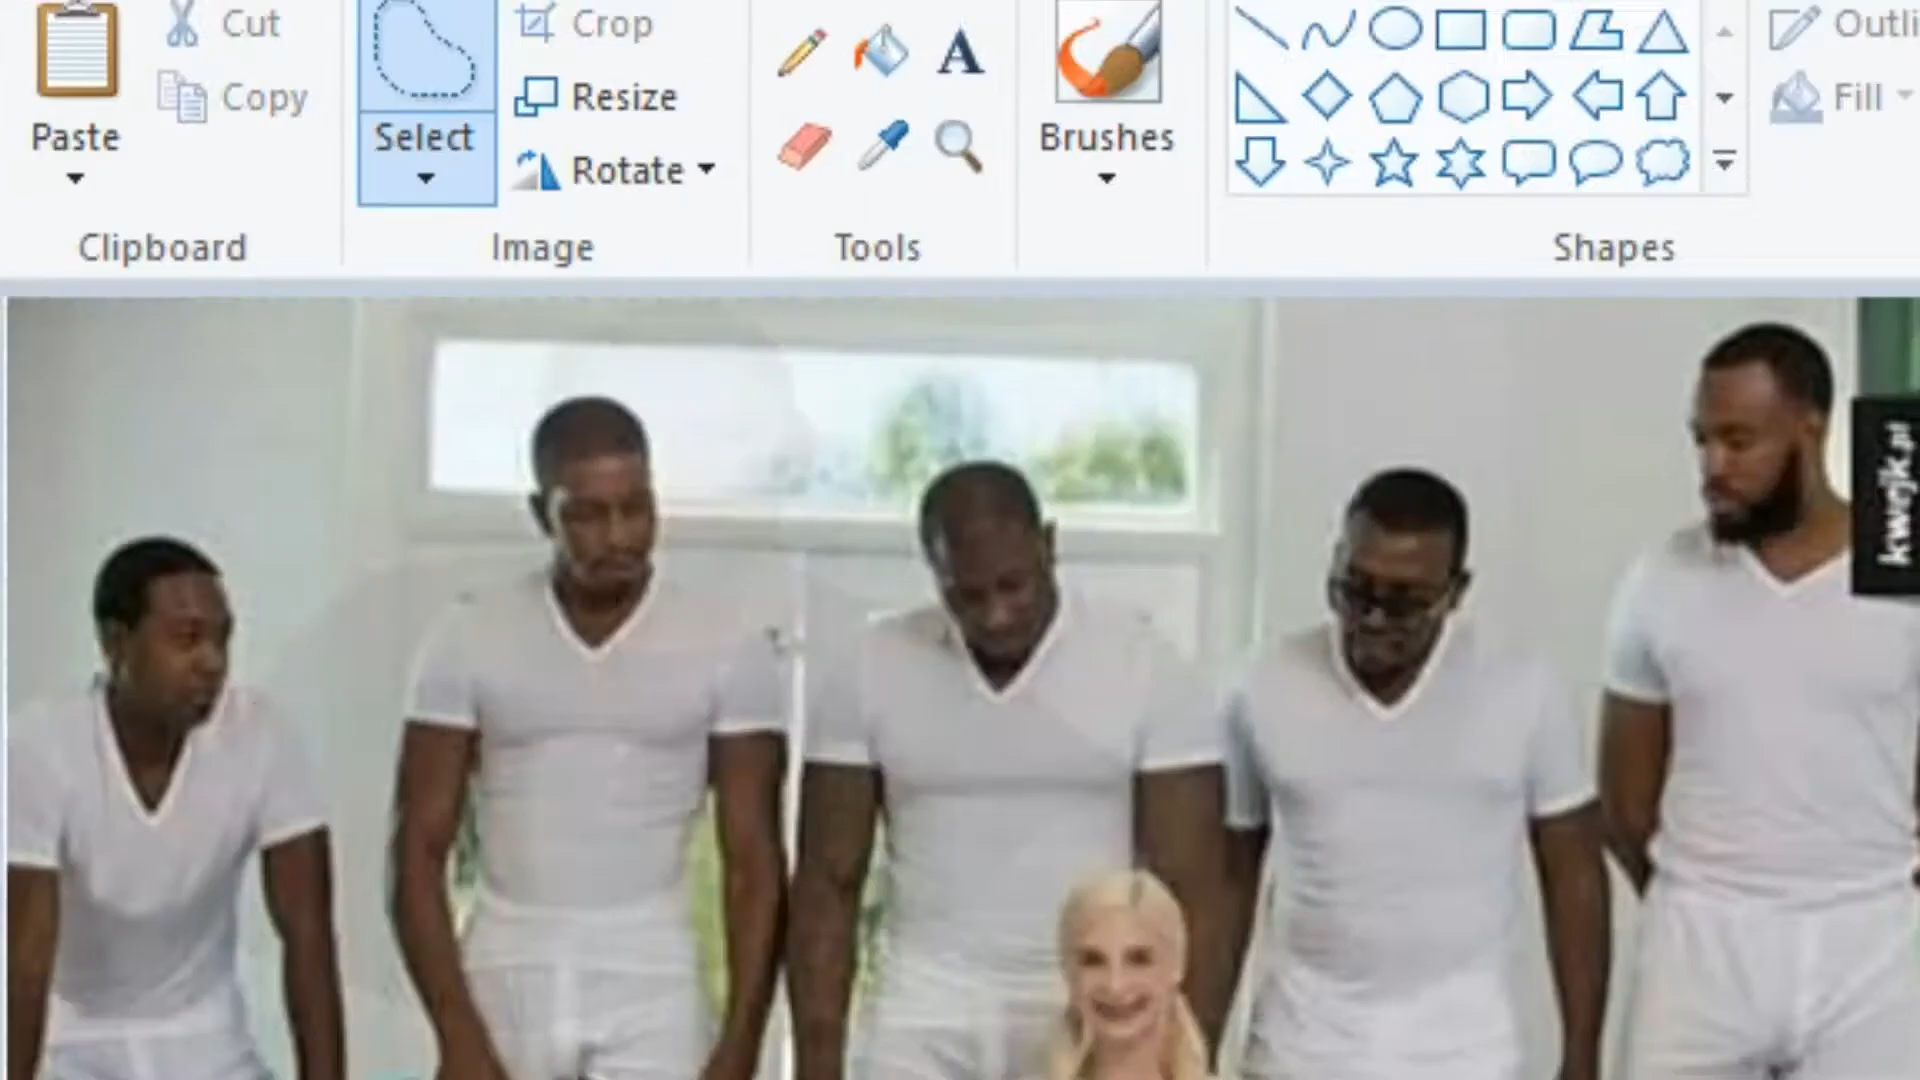 Cut
Crop
Outli
Copy
Resize
Fill
Paste
Select
Rotate
Brushes
Clipboard
Image
Tools
Shapes
kwejk.pl